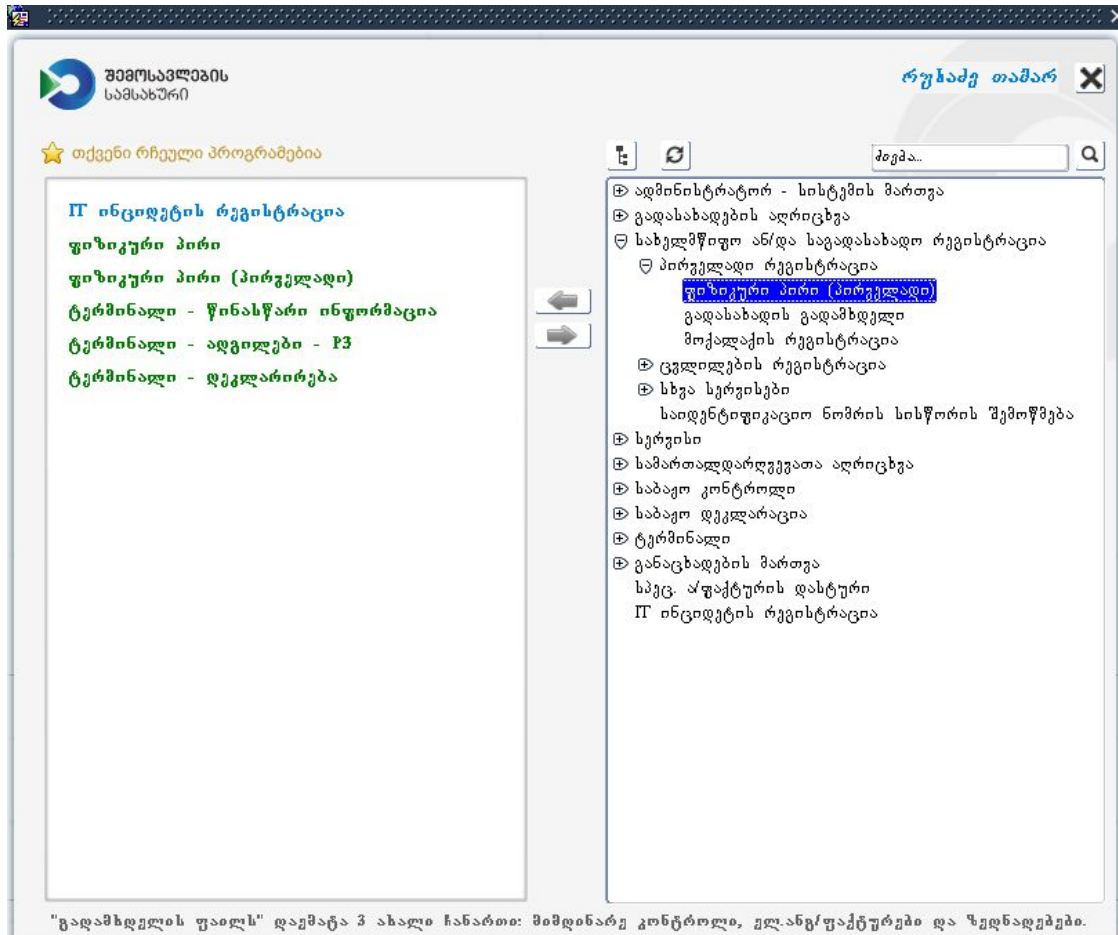 შემოსავლების
სამსახური
რუხაძე თამარ
თქვენი რჩეული პროგრამებია
ძიება...
IT ინციდეტის რეგისტრაცია
ფიზიკური პირი
ფიზიკური პირი (პირველადი)
ტერმინალი - წინასწარი ინფორმაცია
ტერმინალი - ადგილები - P3
ტერმინალი - დეკლარირება
ადმინისტრატორ - სისტემის მართვა
გადასახადების აღრიცხვა
სახელმწიფო ან/და საგადასახადო რეგისტრაცია
პირველადი რეგისტრაცია
ფიზიკური პირი (პირველადი)
გადასახადის გადამხდელი
მოქალაქის რეგისტრაცია
ცვლილების რეგისტრაცია
სხვა სერვისები
საიდენტიფიკაციო ნომრის სისწორის შემოწმება
სერვისი
სამართალდარღვევათა აღრიცხვა
საბაჟო კონტროლი
საბაჟო დეკლარაცია
ტერმინალი
განაცხადების მართვა
სპეც. ა/ფაქტურის დასტური
IT ინციდეტის რეგისტრაცია
"გადამხდელის ფაილს" დაემატა 3 ახალი ჩანართი: მიმდინარე კონტროლი, ელ.ანგ/ფაქტურები და ზედნადებები.